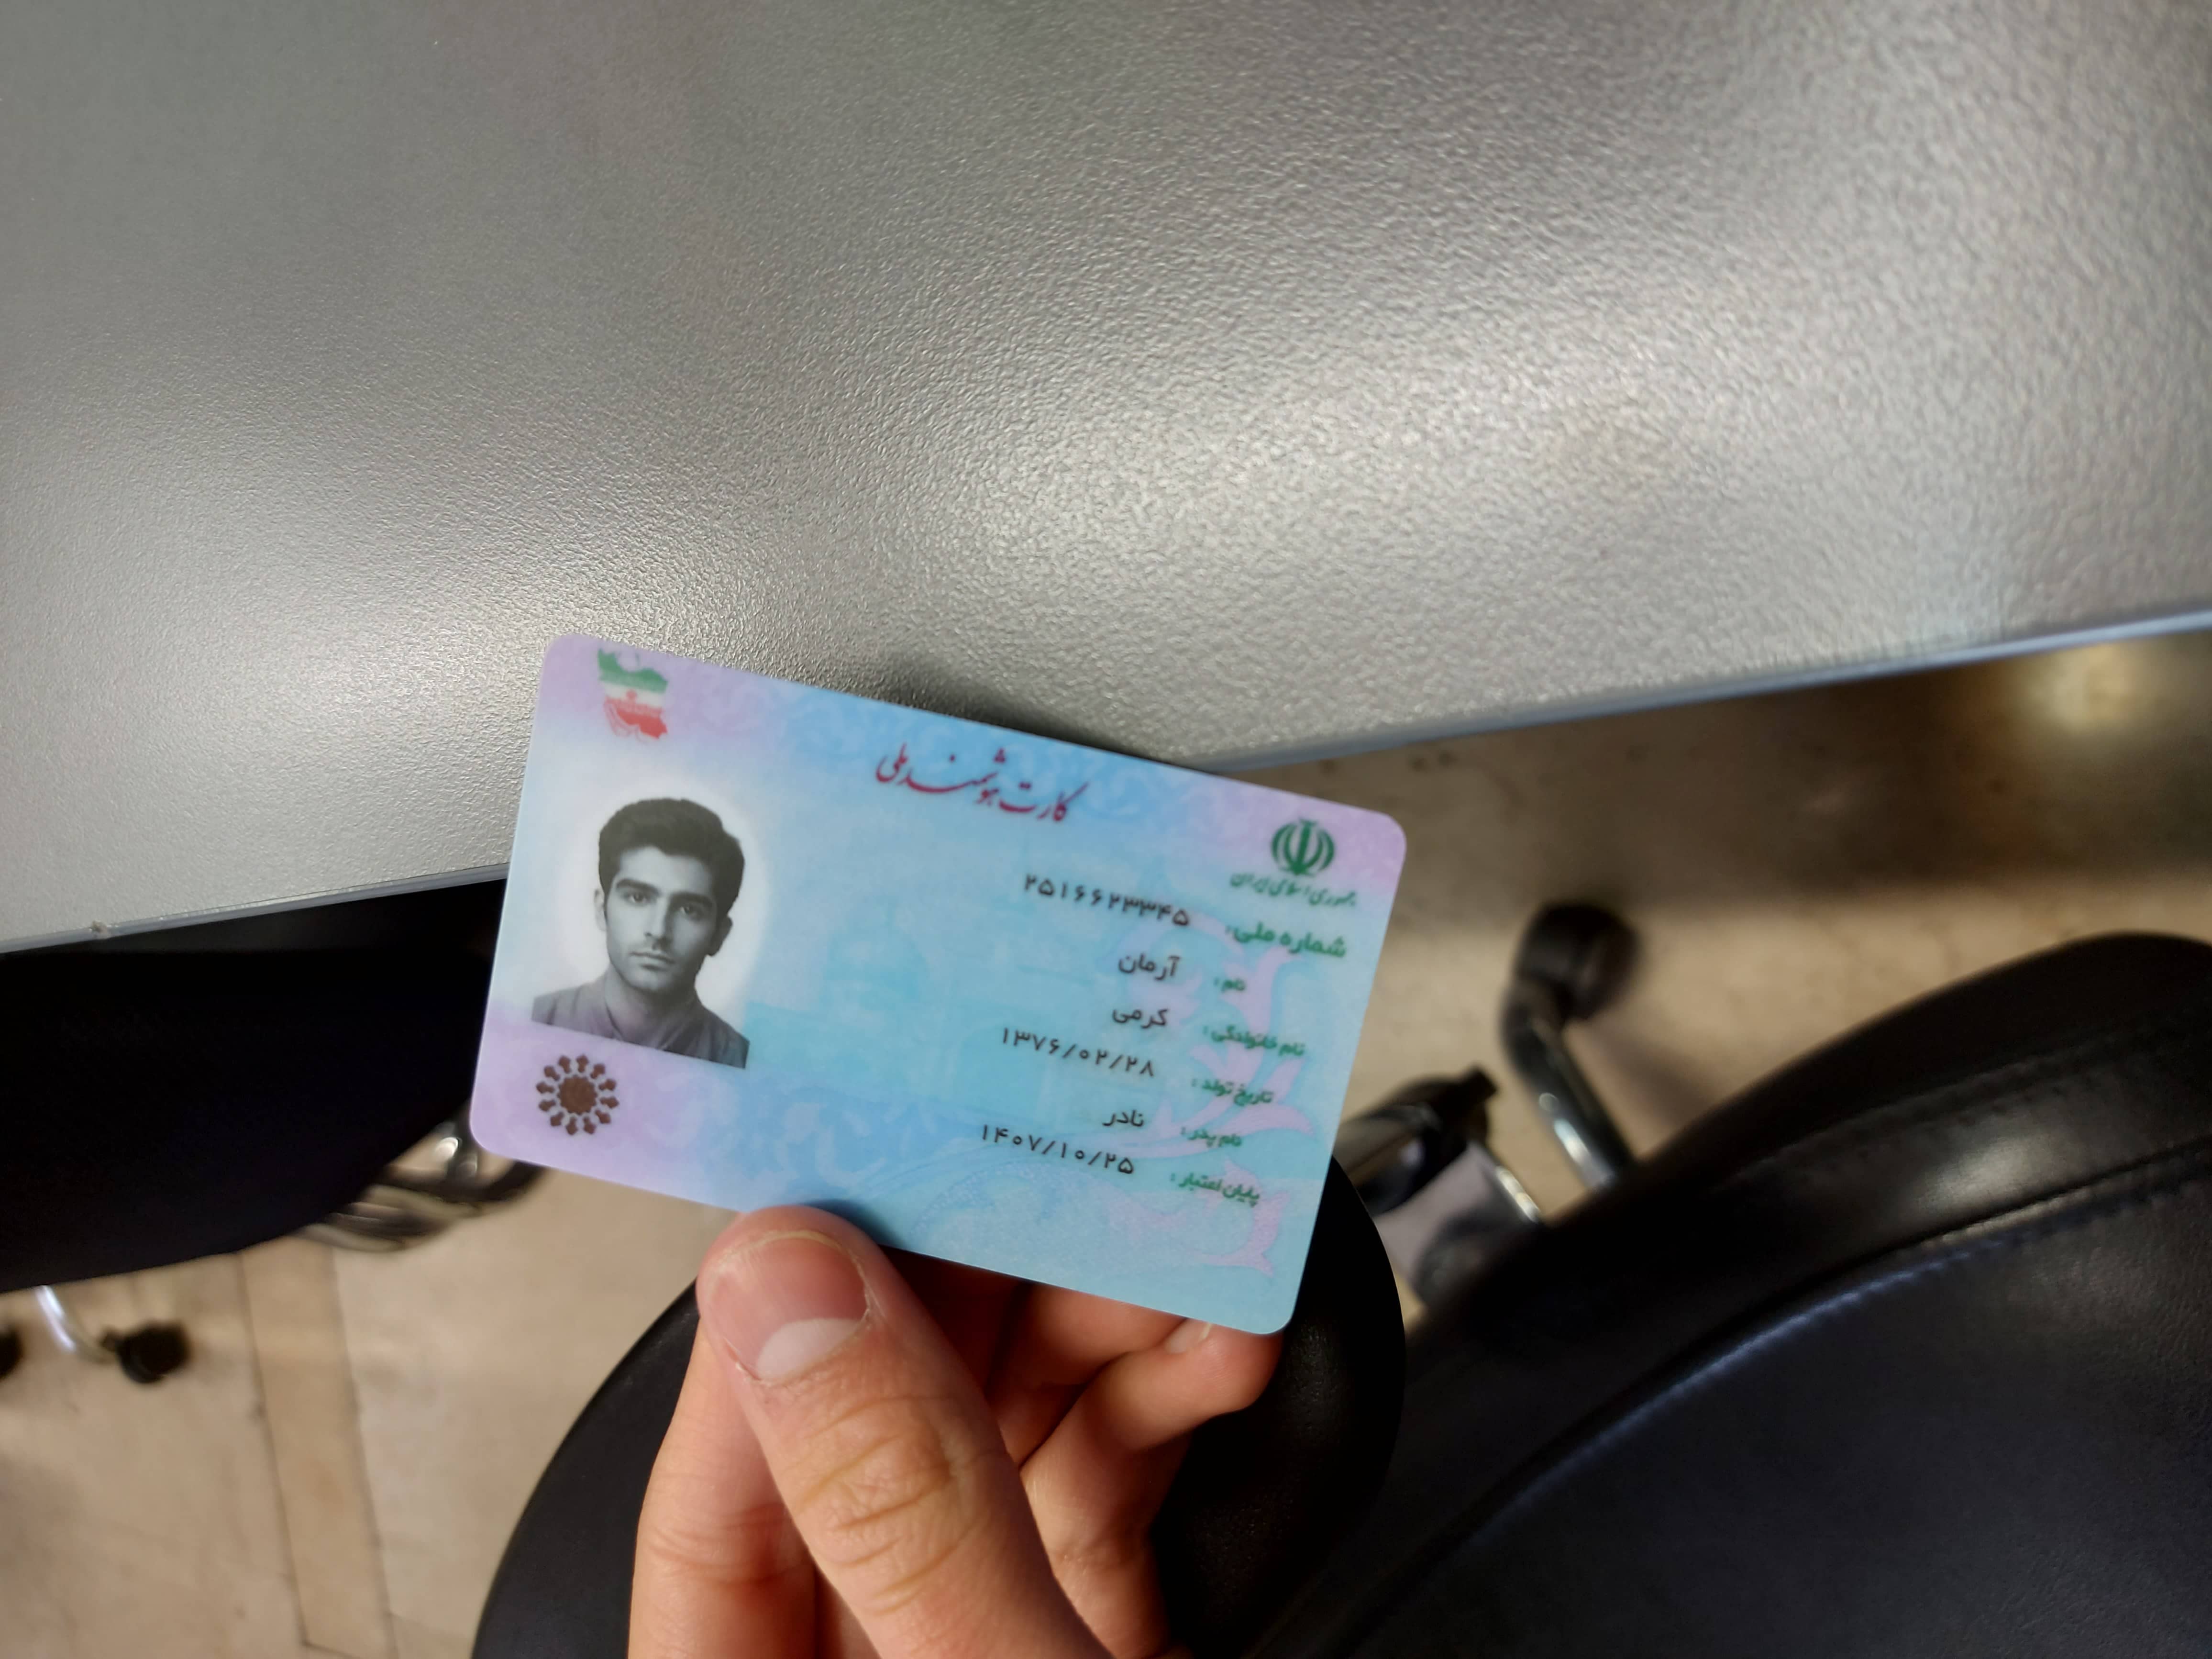 کارت هوشمند ملی
جمهوری اسلامی ایران
شماره ملی: ۲۵۱۶۶۲۳۳۴۵
نام: آرمان
نام خانوادگی: کرمی
تاریخ تولد: ۱۳۷۶/۰۲/۲۸
نام پدر: نادر
پایان اعتبار: ۱۴۰۷/۱۰/۲۵